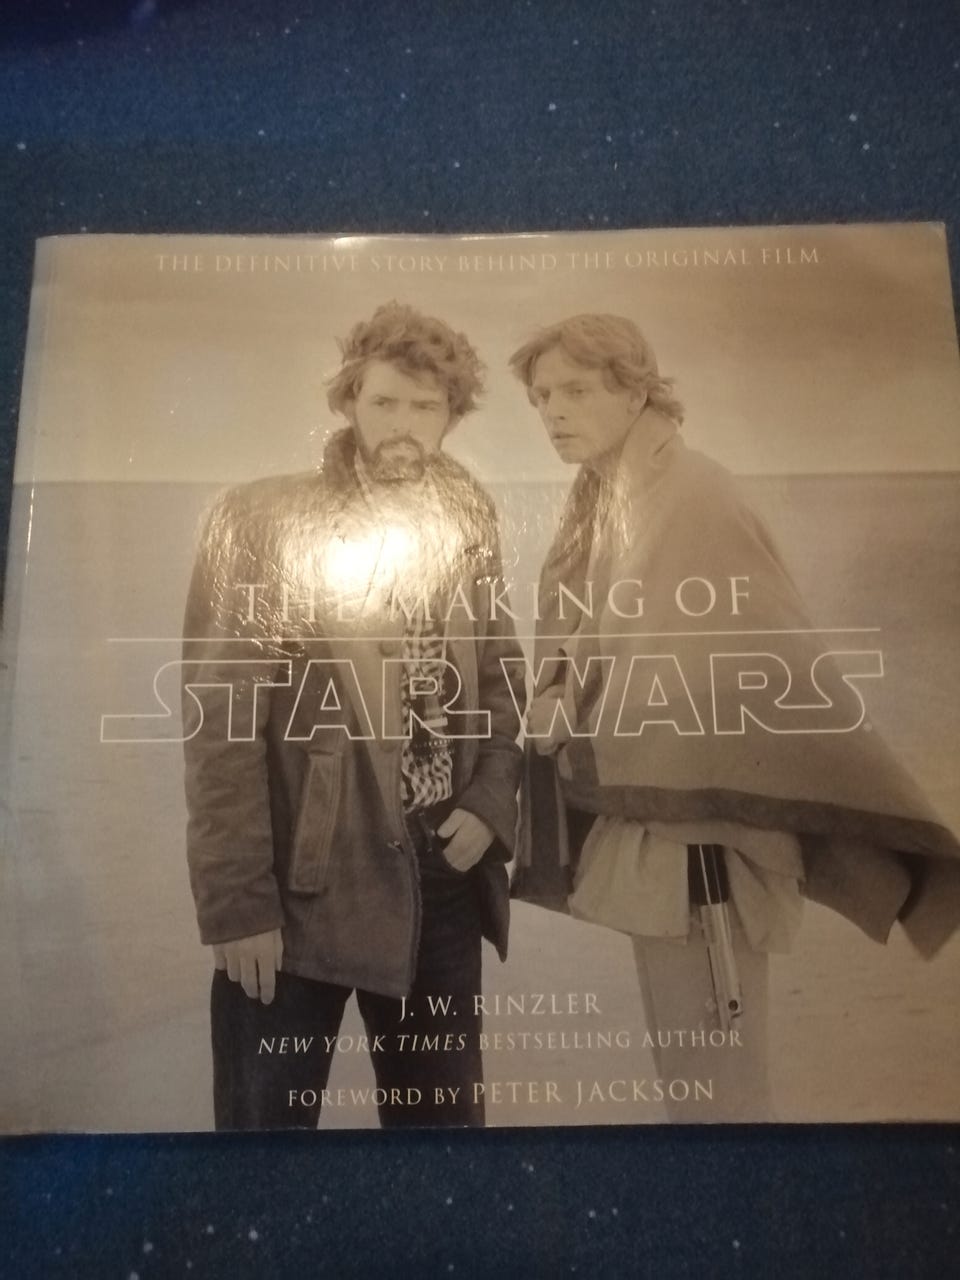 THE DEFINITIVE STORY BEHIND THE ORIGINAL FILM
THE MAKING OF
STAR WARS®
J. W. RINZLER
NEW YORK TIMES BESTSELLING AUTHOR
FOREWORD BY PETER JACKSON